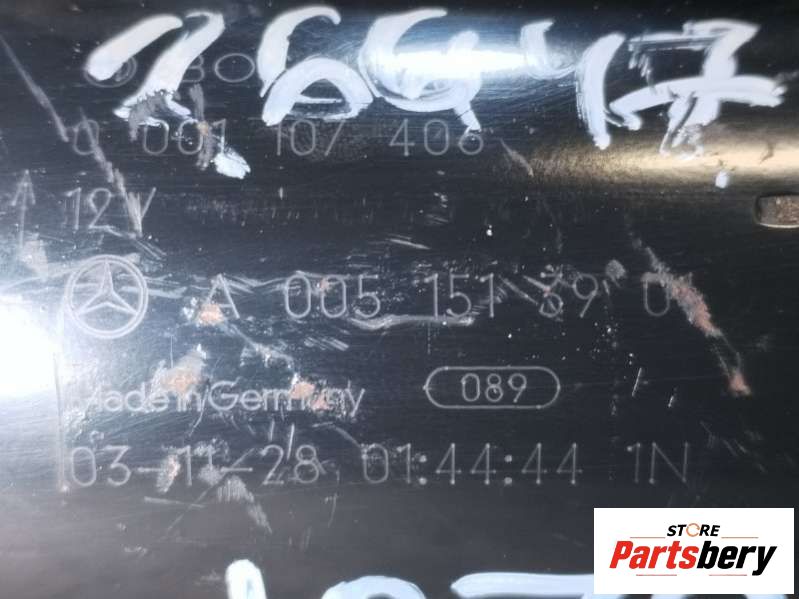 BO
0 001 107 406
12V
A 005 151 39 0
Made in Germany
089
03-11-28 01:44:44 1N
STORE
Partsbery